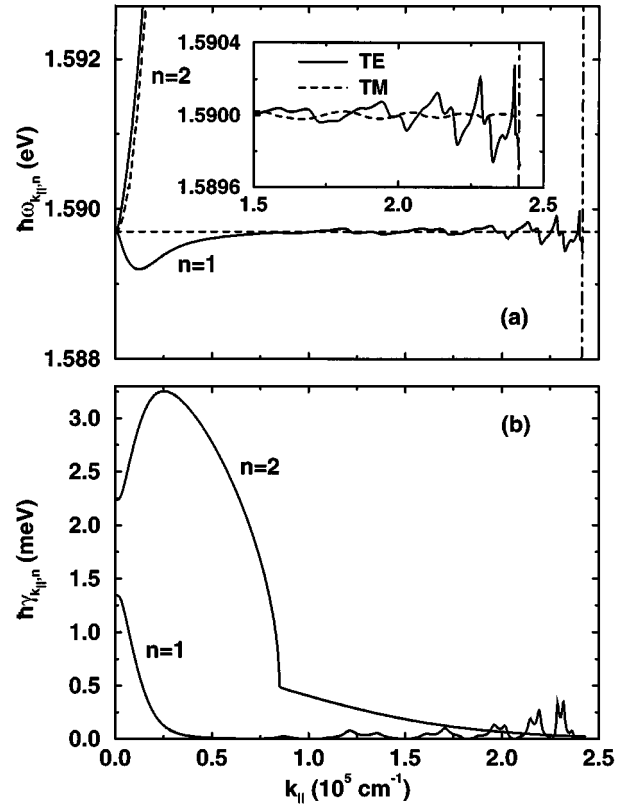 1.592
1.590
1.588
ħω_{k_{||},n} (eV)
n=2
n=1
(a)
1.5904
1.5900
1.5896
TE
TM
1.5 2.0 2.5
3.0
2.5
2.0
1.5
1.0
0.5
0.0
ħγ_{k_{||},n} (meV)
(b)
n=2
n=1
0.0 0.5 1.0 1.5 2.0 2.5
k_{||} (10^5 cm^{-1})